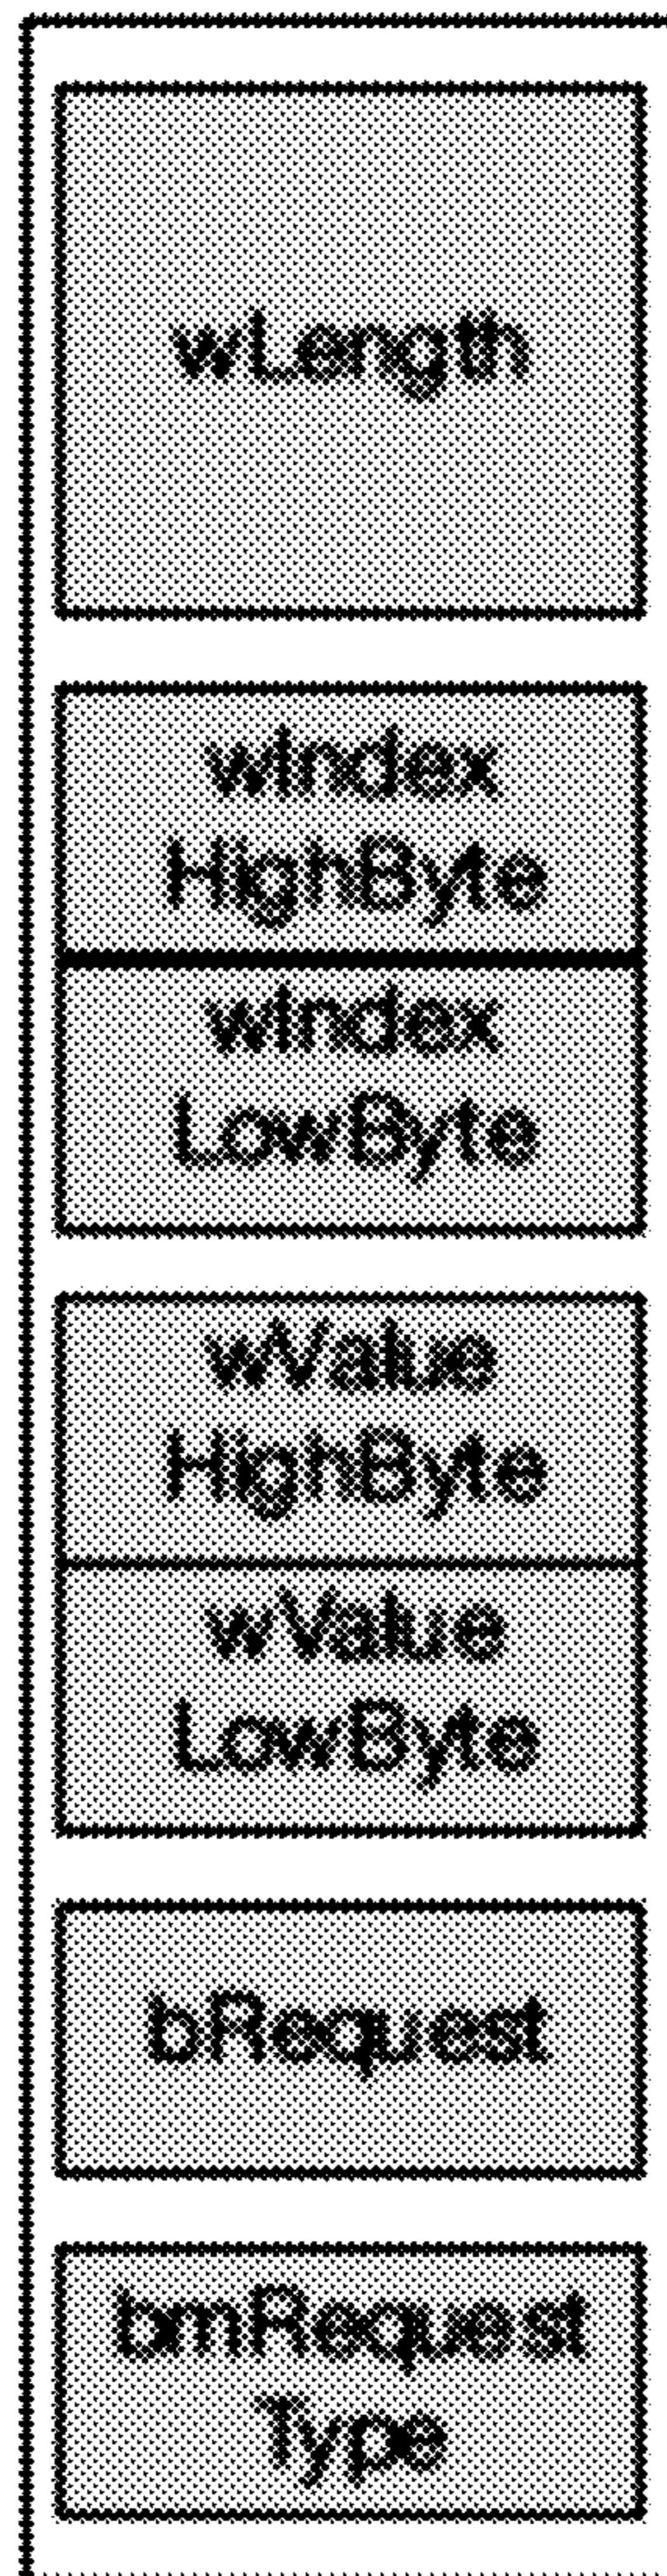 wLength
wIndex
HighByte
wIndex
LowByte
wValue
HighByte
wValue
LowByte
bRequest
bmRequest
Type